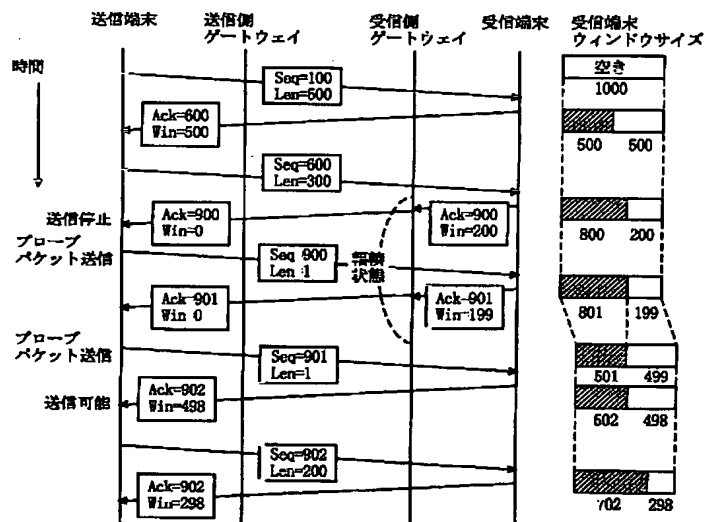 送信端末
送信側
ゲートウェイ
受信側
ゲートウェイ
受信端末
受信端末
ウィンドウサイズ
時間
空き
1000
Seq=100
Len=500
Ack=600
Win=500
500 500
Seq=600
Len=300
送信停止
Ack=900
Win=0
Ack=900
Win=200
800 200
プローブ
パケット送信
Seq 900
Len 1
輻輳
状態
Ack-901
Win 0
Ack-901
Win-199
801 199
プローブ
パケット送信
Seq=901
Len=1
501 499
送信可能
Ack=902
Win=498
502 498
Seq=902
Len=200
Ack=902
Win=298
702 298